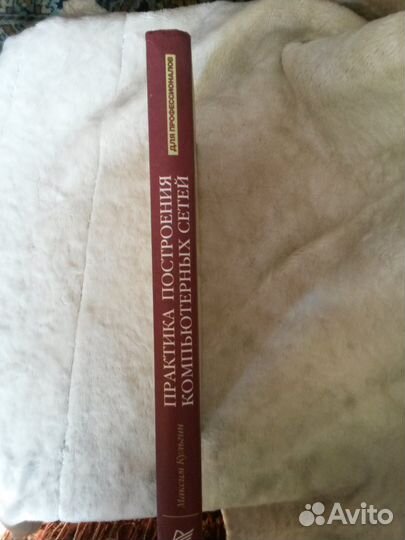 ДЛЯ ПРОФЕССИОНАЛОВ
ПРАКТИКА ПОСТРОЕНИЯ
КОМПЬЮТЕРНЫХ СЕТЕЙ
Максим Кульгин
Avito